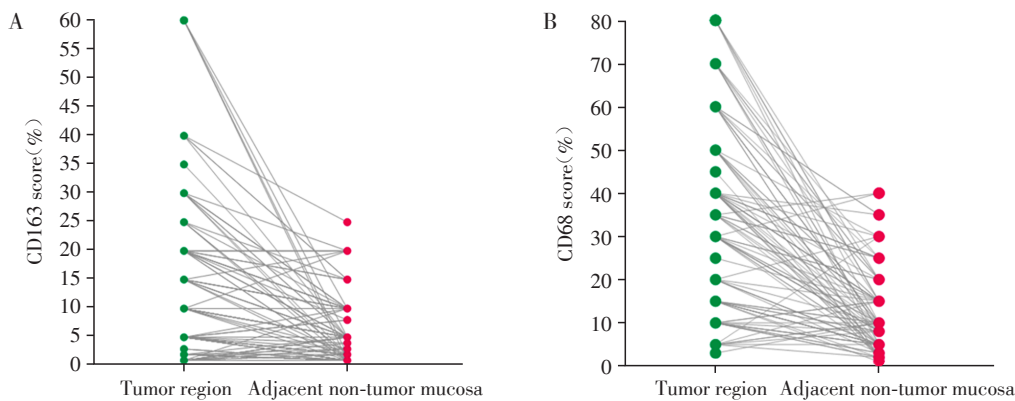 A
CD163 score(%)
60
55
50
45
40
35
30
25
20
15
10
5
0
Tumor region
Adjacent non-tumor mucosa
B
CD68 score(%)
80
70
60
50
40
30
20
10
0
Tumor region
Adjacent non-tumor mucosa